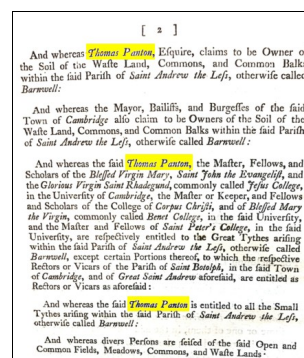 [ 2 ]
And whereas Thomas Panton, Esquire, claims to be Owner o
the Soil of the Waſte Land, Commons, and Common Balks
within the ſaid Pariſh of Saint Andrew the Leſs, otherwiſe called
Barnwell:
And whereas the Mayor, Bailiffs, and Burgeſſes of the ſaid
Town of Cambridge alſo claim to be Owners of the Soil of the
Waſte Land, Commons, and Common Balks within the ſaid Pariſh
of Saint Andrew the Leſs, otherwiſe called Barnwell:
And whereas the ſaid Thomas Panton, the Maſter, Fellows, and
Scholars of the Bleſſed Virgin Mary, Saint John the Evangeliſt, and
the Glorious Virgin Saint Rhadegund, commonly called Jeſus College,
in the Univerſity of Cambridge, the Maſter or Keeper, and Fellows
and Scholars of the College of Corpus Chriſti, and of Bleſſed Mary
the Virgin, commonly called Benet College, in the ſaid Univerſity,
and the Maſter and Fellows of Saint Peter's College, in the ſaid
Univerſity, are reſpectively entitled to the Great Tythes ariſing
within the ſaid Pariſh of Saint Andrew the Leſs, otherwiſe called
Barnwell, except certain Portions thereof, to which the reſpective
Rectors or Vicars of the Pariſh of Saint Botolph, in the ſaid Town
of Cambridge, and of Great Saint Andrew aforeſaid, are entitled as
Rectors or Vicars as aforeſaid:
And whereas the ſaid Thomas Panton is entitled to all the Small
Tythes ariſing within the ſaid Pariſh of Saint Andrew the Leſs,
otherwiſe called Barnwell:
And whereas divers Perſons are ſeiſed of the ſaid Open and
Common Fields, Meadows, Commons, and Waſte Lands: